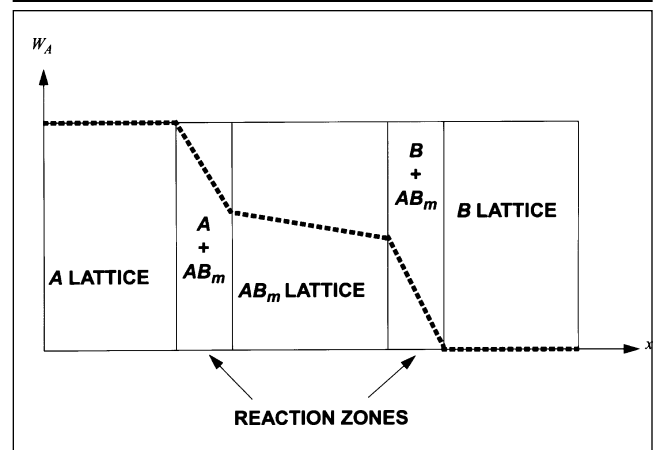 W_A
B
+
AB_m
A
+
AB_m
B LATTICE
A LATTICE
AB_m LATTICE
x
REACTION ZONES